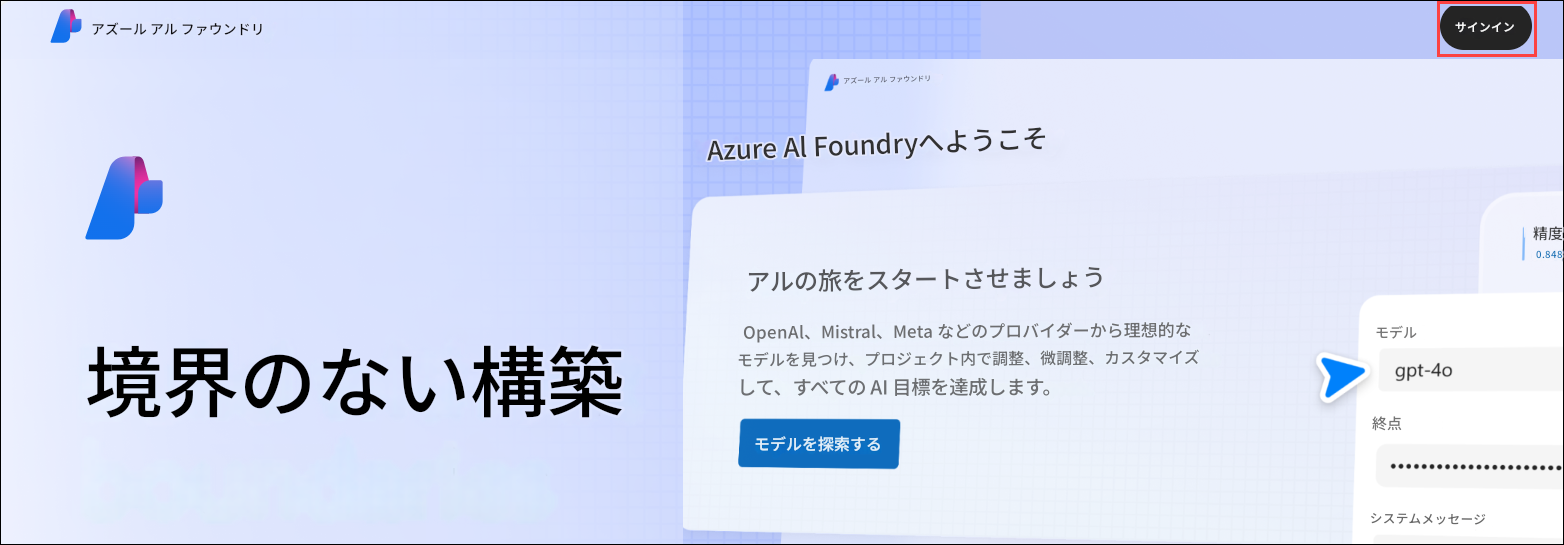 アズール アル ファウンドリ
サインイン
アズール アル ファウンドリ
Azure Al Foundryへようこそ
境界のない構築
アルの旅をスタートさせましょう
OpenAl、Mistral、Meta などのプロバイダーから理想的な
モデルを見つけ、プロジェクト内で調整、微調整、カスタマイズ
して、すべての AI 目標を達成します。
モデルを探索する
精度
0.848
モデル
gpt-4o
終点
システムメッセージ